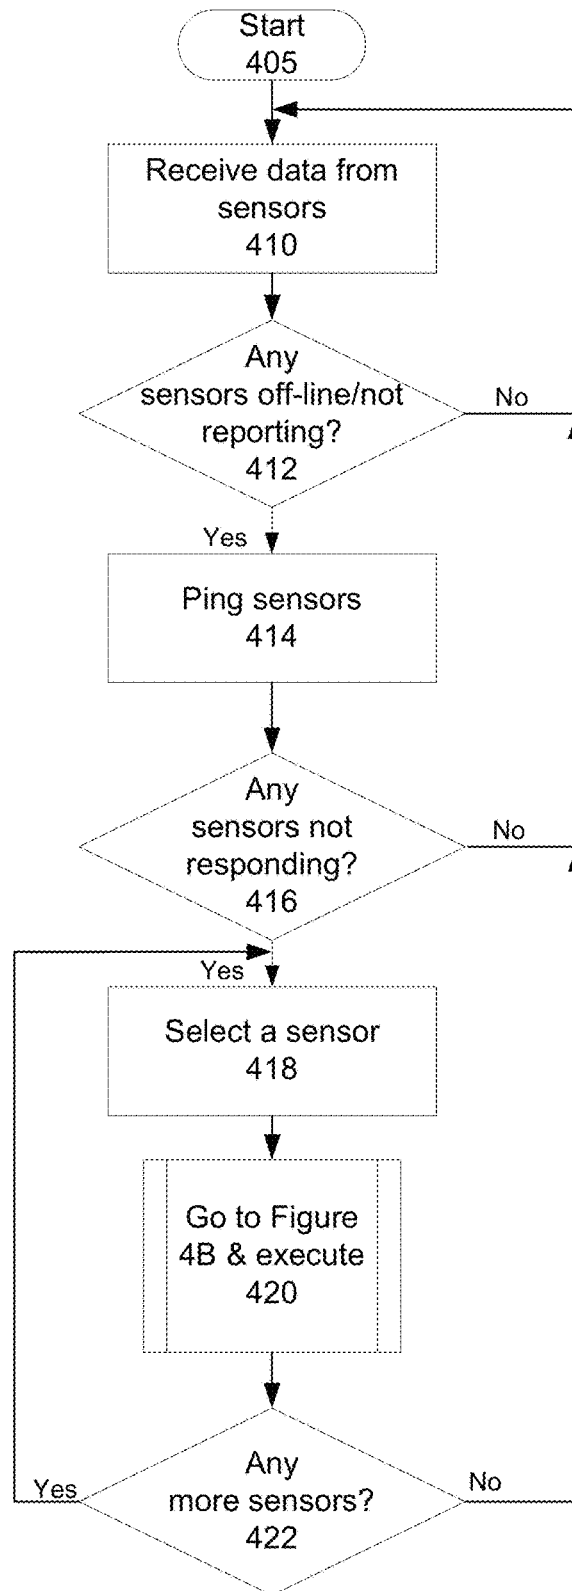 Start
405
Receive data from
sensors
410
Any
sensors off-line/not
reporting?
412
No
Yes
Ping sensors
414
Any
sensors not
responding?
416
No
Yes
Select a sensor
418
Go to Figure
4B & execute
420
Any
more sensors?
422
Yes
No